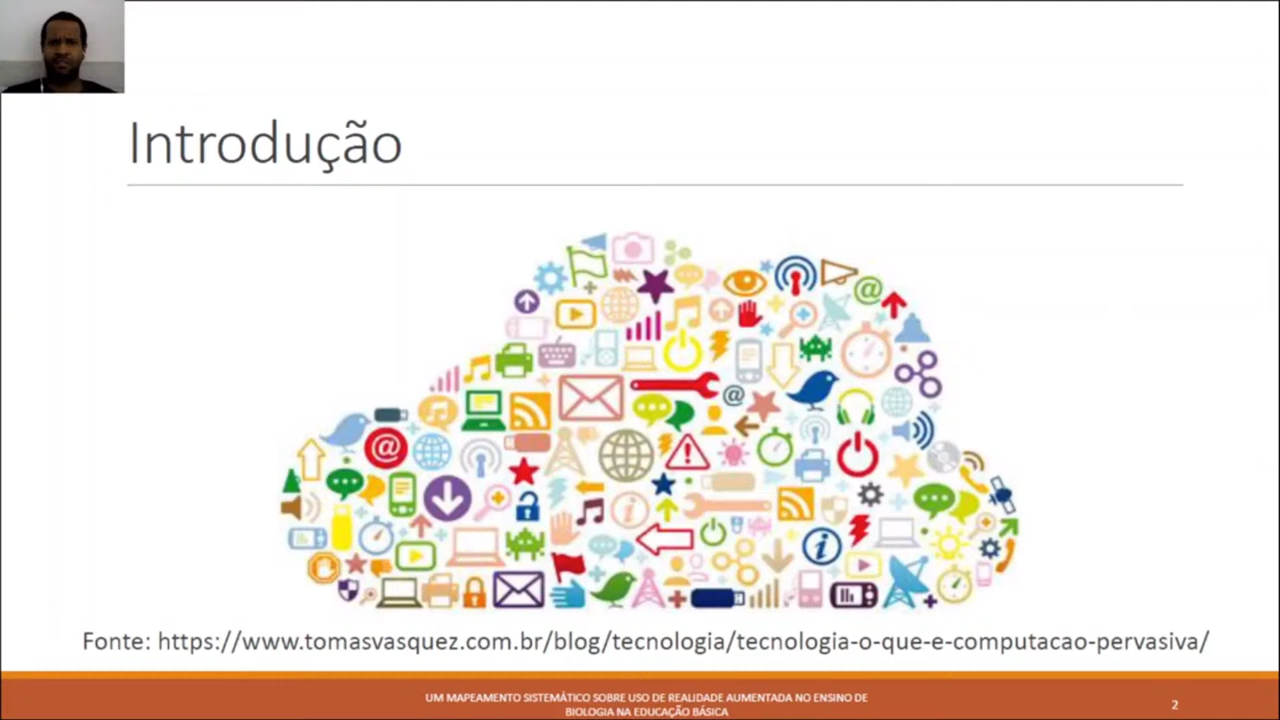 Introdução
Fonte: https://www.tomasvasquez.com.br/blog/tecnologia/tecnologia-o-que-e-computacao-pervasiva/
UM MAPEAMENTO SISTEMÁTICO SOBRE USO DE REALIDADE AUMENTADA NO ENSINO DE
BIOLOGIA NA EDUCAÇÃO BÁSICA
2